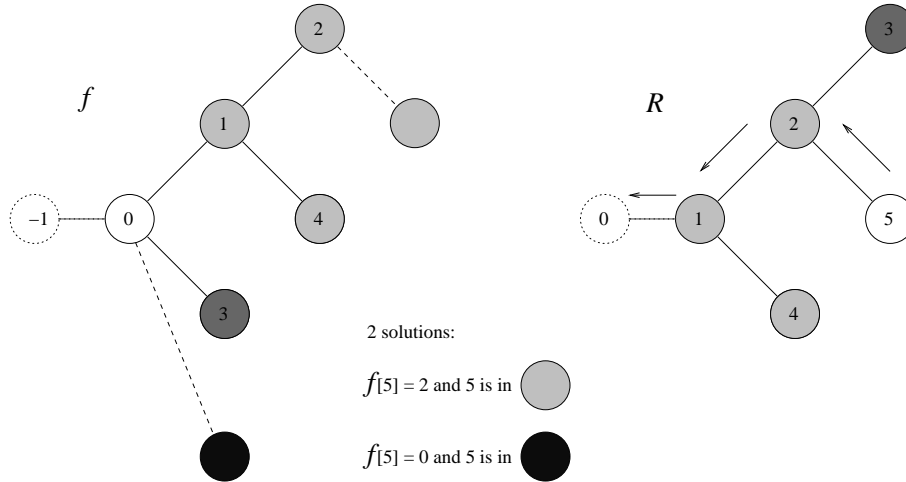 2
3
f
R
1
2
−1
0
4
0
1
5
3
4
2 solutions:
f[5] = 2 and 5 is in
f[5] = 0 and 5 is in